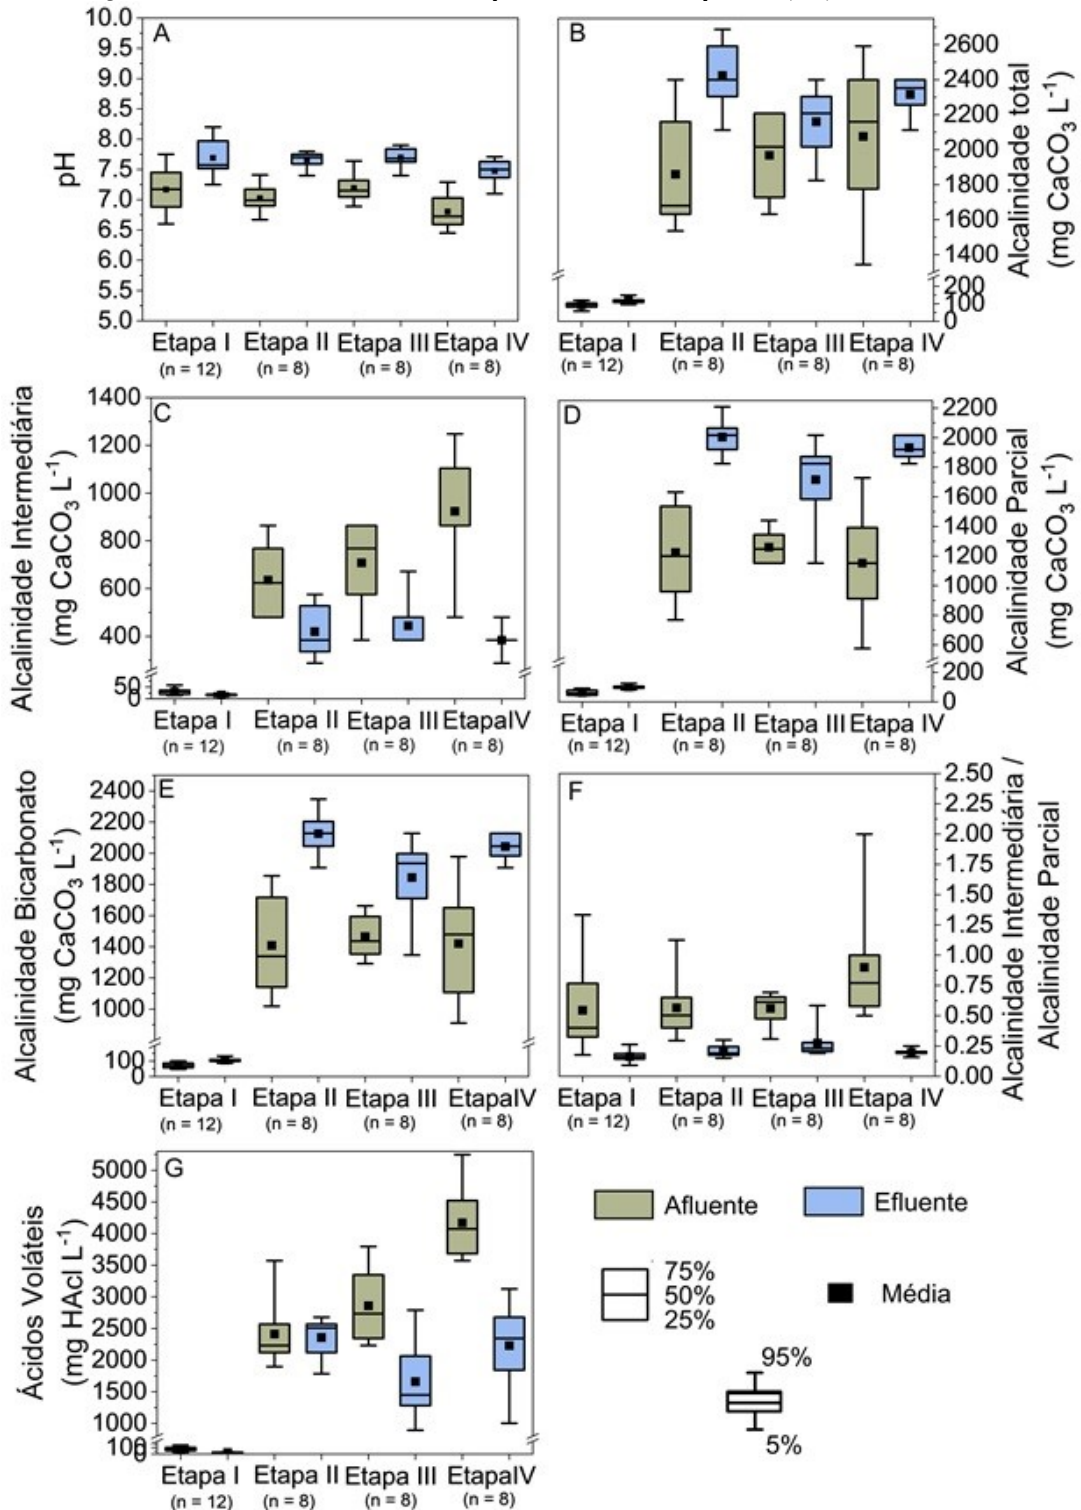 A
pH
10.0
9.5
9.0
8.5
8.0
7.5
7.0
6.5
6.0
5.5
5.0
Etapa I Etapa II Etapa III Etapa IV
(n = 12) (n = 8) (n = 8) (n = 8)
B
2600
2400
2200
2000
1800
1600
1400
200
100
0
Alcalinidade total
(mg CaCO3 L-1)
Etapa I Etapa II Etapa III Etapa IV
(n = 12) (n = 8) (n = 8) (n = 8)
C
Alcalinidade Intermediária
(mg CaCO3 L-1)
1400
1200
1000
800
600
400
50
0
Etapa I Etapa II Etapa III EtapaIV
(n = 12) (n = 8) (n = 8) (n = 8)
D
2200
2000
1800
1600
1400
1200
1000
800
600
200
0
Alcalinidade Parcial
(mg CaCO3 L-1)
Etapa I Etapa II Etapa III Etapa IV
(n = 12) (n = 8) (n = 8) (n = 8)
E
Alcalinidade Bicarbonato
(mg CaCO3 L-1)
2400
2200
2000
1800
1600
1400
1200
1000
100
0
Etapa I Etapa II Etapa III EtapaIV
(n = 12) (n = 8) (n = 8) (n = 8)
F
2.50
2.25
2.00
1.75
1.50
1.25
1.00
0.75
0.50
0.25
0.00
Alcalinidade Intermediária /
Alcalinidade Parcial
Etapa I Etapa II Etapa III Etapa IV
(n = 12) (n = 8) (n = 8) (n = 8)
G
Ácidos Voláteis
(mg HAcl L-1)
5000
4500
4000
3500
3000
2500
2000
1500
1000
100
0
Etapa I Etapa II Etapa III EtapaIV
(n = 12) (n = 8) (n = 8) (n = 8)
Afluente Efluente
75%
50%
25%
Média
95%
5%